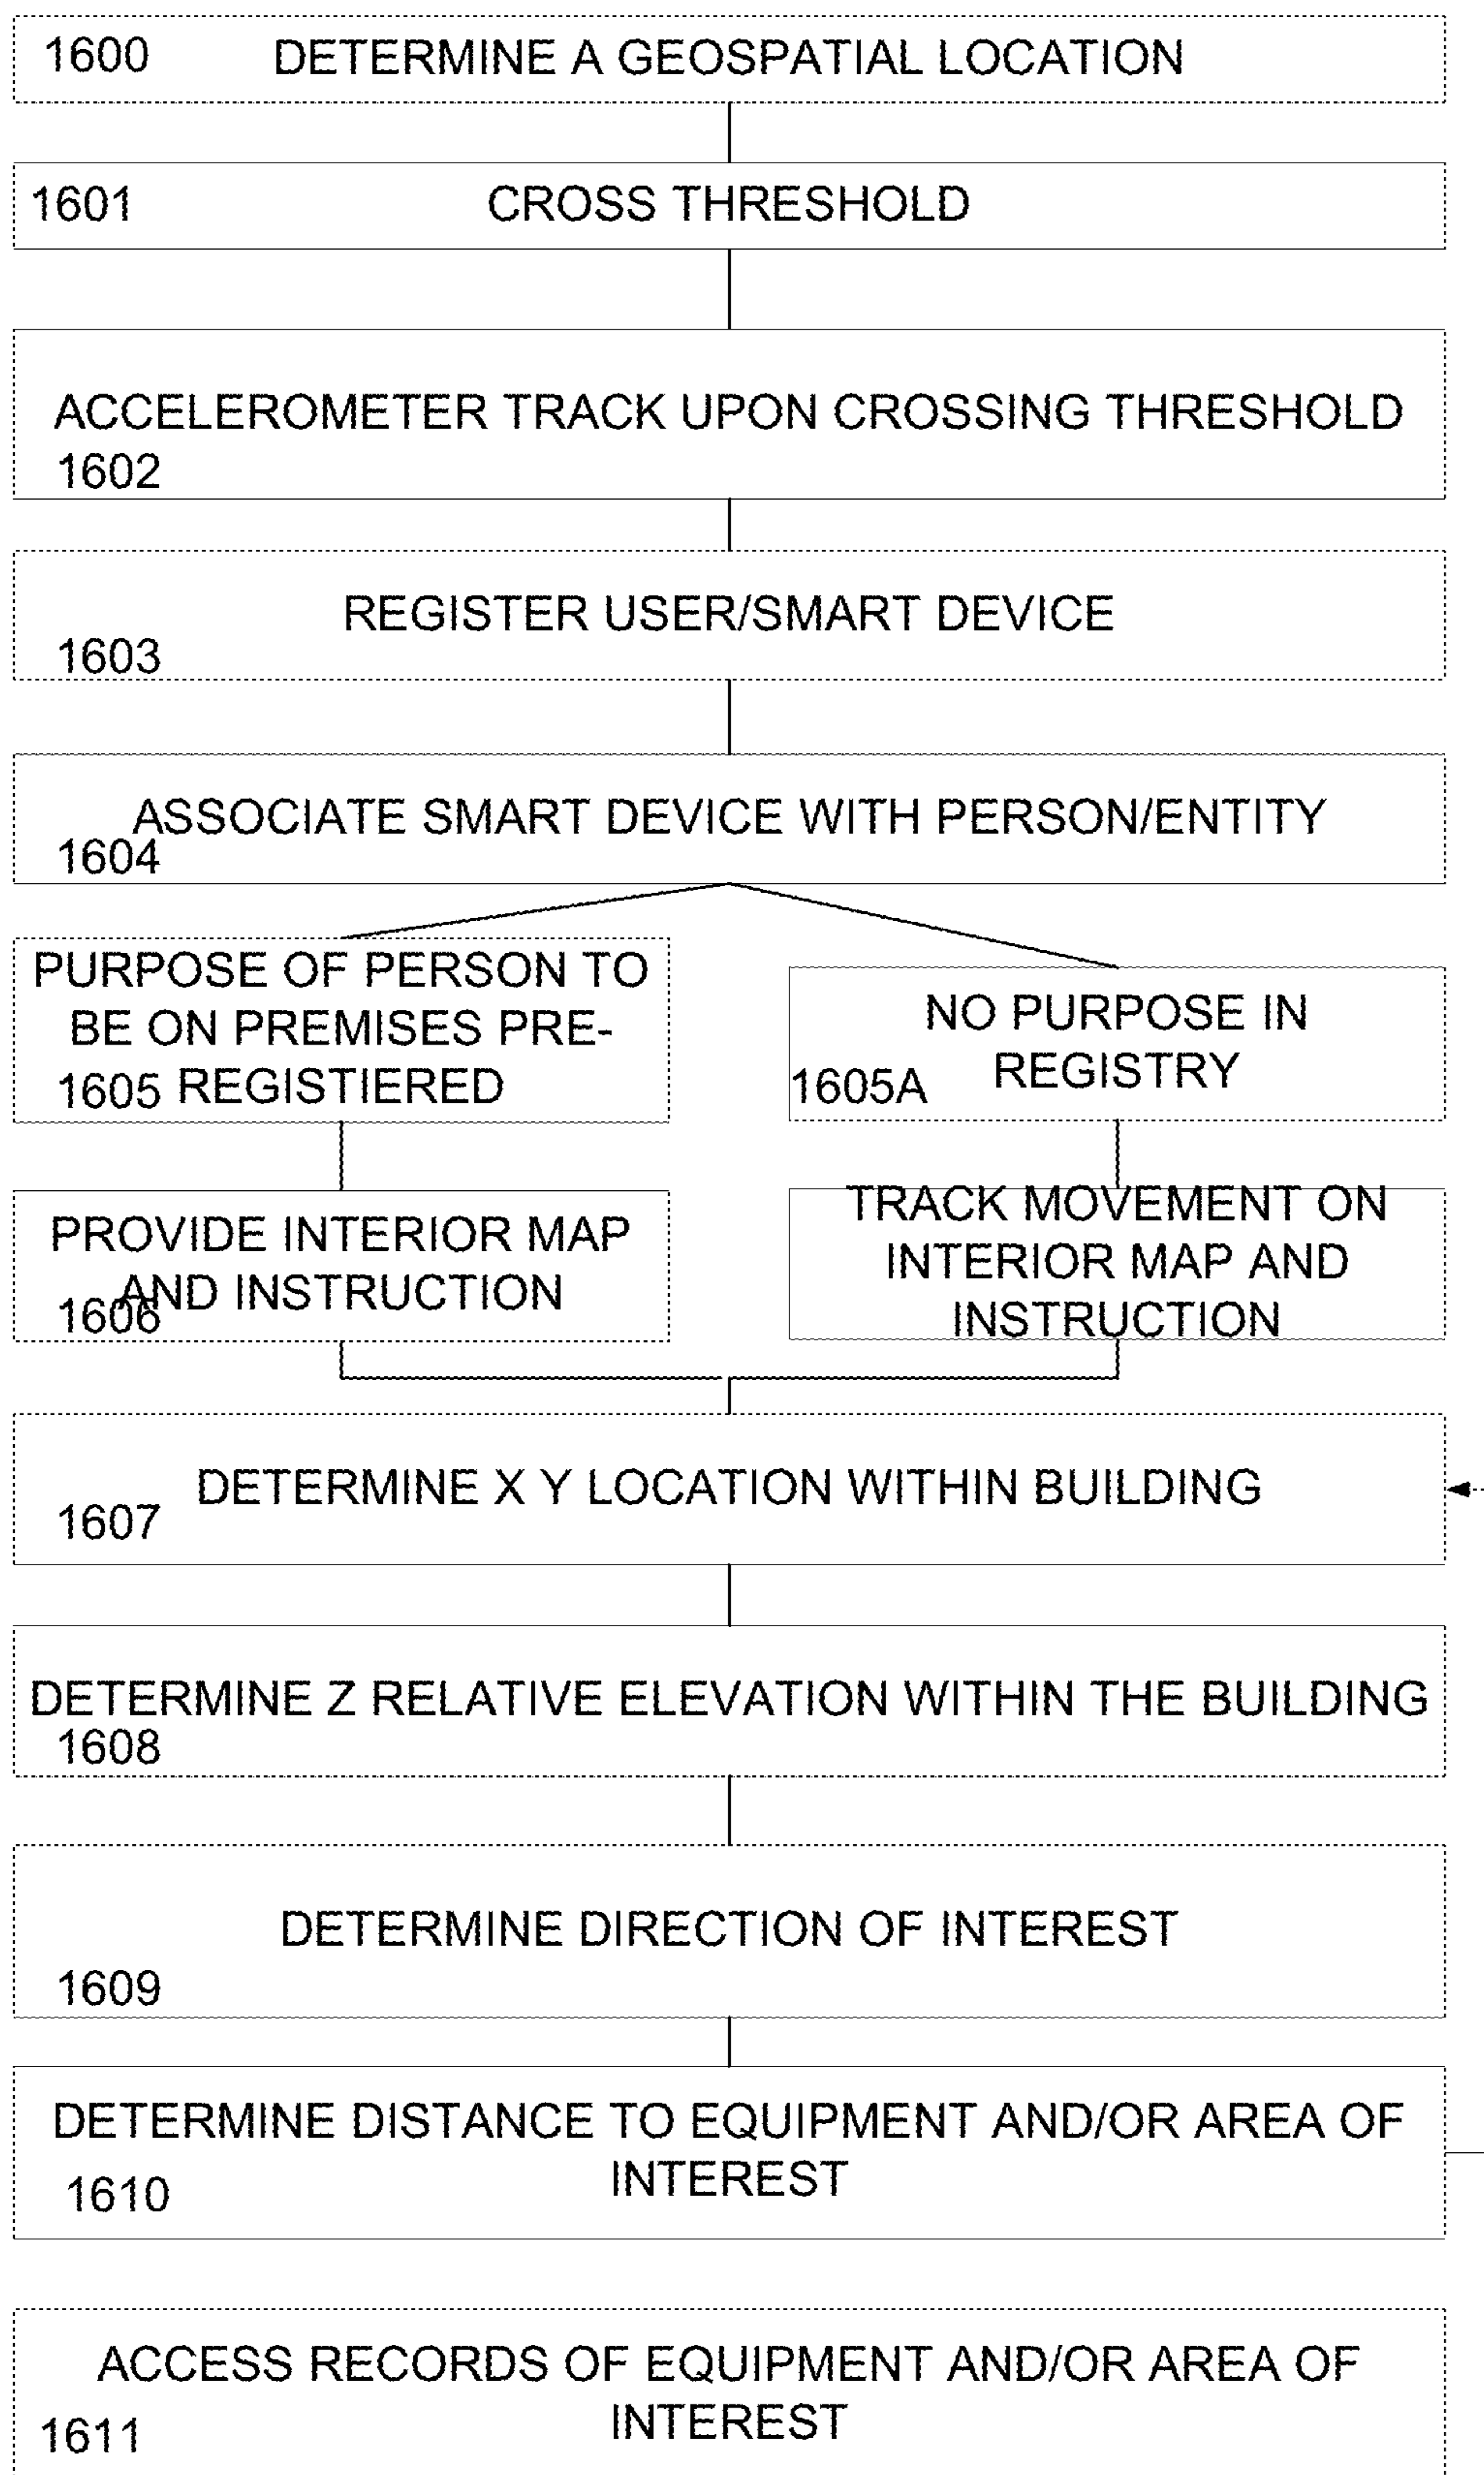 1600 DETERMINE A GEOSPATIAL LOCATION
1601 CROSS THRESHOLD
ACCELEROMETER TRACK UPON CROSSING THRESHOLD
1602
REGISTER USER/SMART DEVICE
1603
ASSOCIATE SMART DEVICE WITH PERSON/ENTITY
1604
PURPOSE OF PERSON TO
BE ON PREMISES PRE-
1605 REGISTIERED
NO PURPOSE IN
REGISTRY
1605A
PROVIDE INTERIOR MAP
AND INSTRUCTION
1606
TRACK MOVEMENT ON
INTERIOR MAP AND
INSTRUCTION
DETERMINE X Y LOCATION WITHIN BUILDING
1607
DETERMINE Z RELATIVE ELEVATION WITHIN THE BUILDING
1608
DETERMINE DIRECTION OF INTEREST
1609
DETERMINE DISTANCE TO EQUIPMENT AND/OR AREA OF
INTEREST
1610
ACCESS RECORDS OF EQUIPMENT AND/OR AREA OF
INTEREST
1611